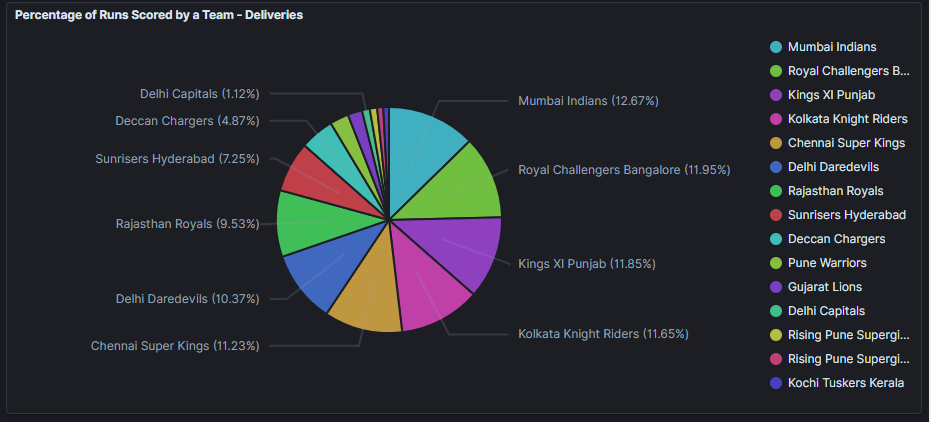 Percentage of Runs Scored by a Team - Deliveries
Delhi Capitals (1.12%)
Deccan Chargers (4.87%)
Sunrisers Hyderabad (7.25%)
Rajasthan Royals (9.53%)
Delhi Daredevils (10.37%)
Chennai Super Kings (11.23%)
Mumbai Indians (12.67%)
Royal Challengers Bangalore (11.95%)
Kings XI Punjab (11.85%)
Kolkata Knight Riders (11.65%)
Mumbai Indians
Royal Challengers B...
Kings XI Punjab
Kolkata Knight Riders
Chennai Super Kings
Delhi Daredevils
Rajasthan Royals
Sunrisers Hyderabad
Deccan Chargers
Pune Warriors
Gujarat Lions
Delhi Capitals
Rising Pune Supergi...
Rising Pune Supergi...
Kochi Tuskers Kerala